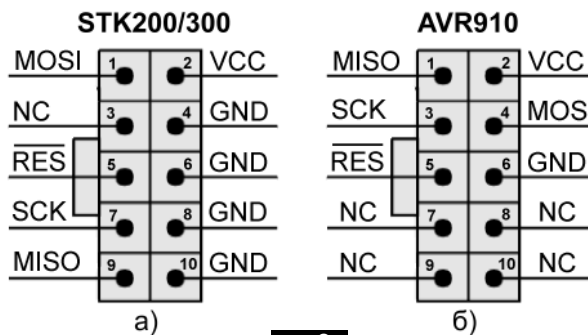 STK200/300 AVR910
MOSI 1 2 VCC MISO 1 2 VCC
NC 3 4 GND SCK 3 4 MOS
RES 5 6 GND RES 5 6 GND
SCK 7 8 GND NC 7 8 NC
MISO 9 10 GND NC 9 10 NC
а) б)